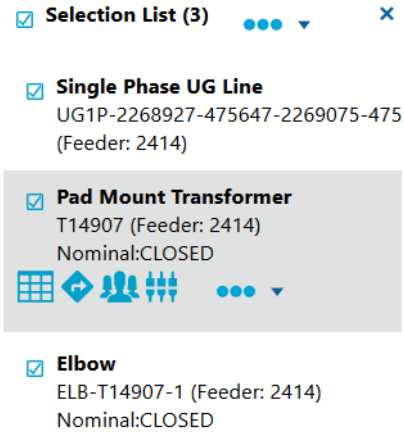 Selection List (3)
Single Phase UG Line
UG1P-2268927-475647-2269075-475
(Feeder: 2414)
Pad Mount Transformer
T14907 (Feeder: 2414)
Nominal:CLOSED
Elbow
ELB-T14907-1 (Feeder: 2414)
Nominal:CLOSED